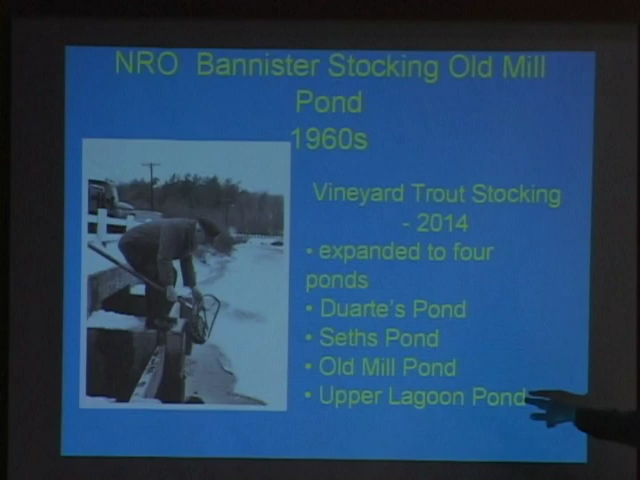 NRO Bannister Stocking Old Mill
Pond
1960s
Vineyard Trout Stocking
- 2014
• expanded to four
ponds
• Duarte's Pond
• Seths Pond
• Old Mill Pond
• Upper Lagoon Pond